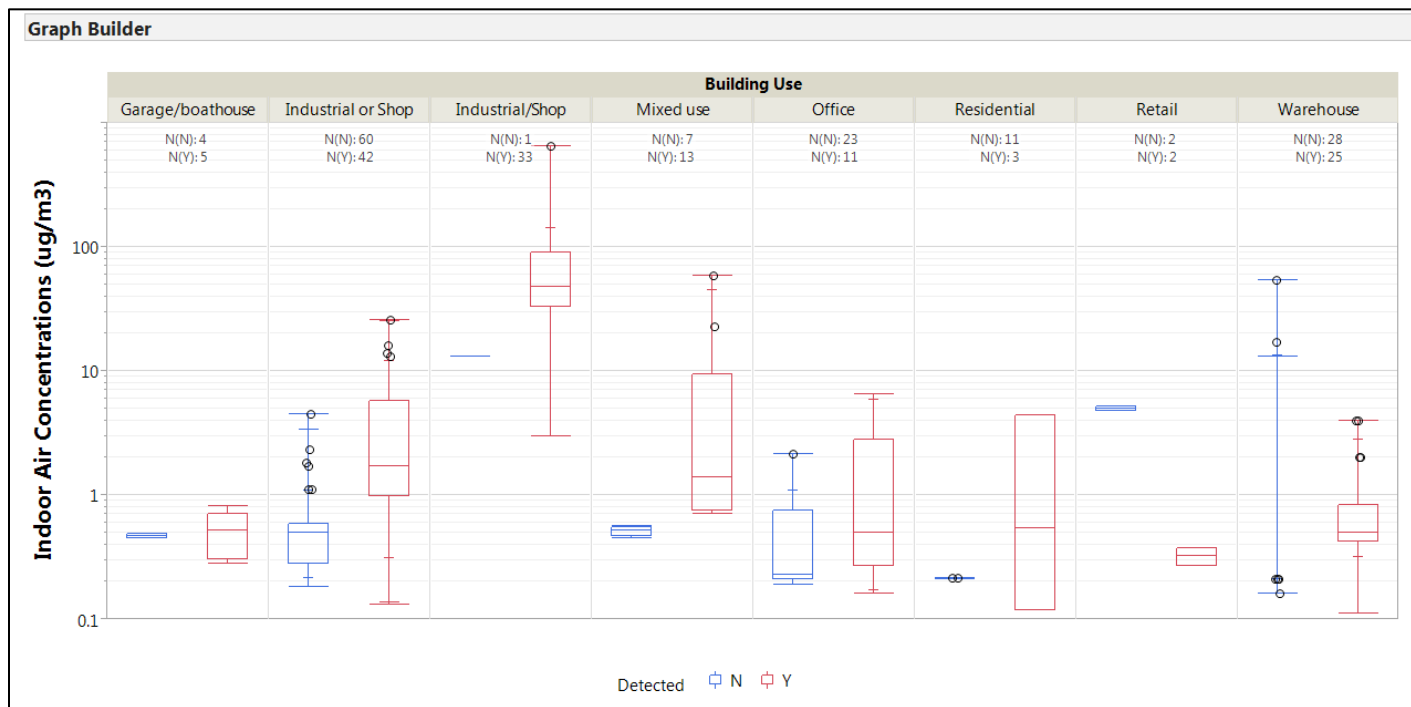 Graph Builder
Building Use
Garage/boathouse Industrial or Shop Industrial/Shop Mixed use Office Residential Retail Warehouse
N(N): 4 N(N): 60 N(N): 1 N(N): 7 N(N): 23 N(N): 11 N(N): 2 N(N): 28
N(Y): 5 N(Y): 42 N(Y): 33 N(Y): 13 N(Y): 11 N(Y): 3 N(Y): 2 N(Y): 25
Indoor Air Concentrations (ug/m3)
100
10
1
0.1
Detected N Y